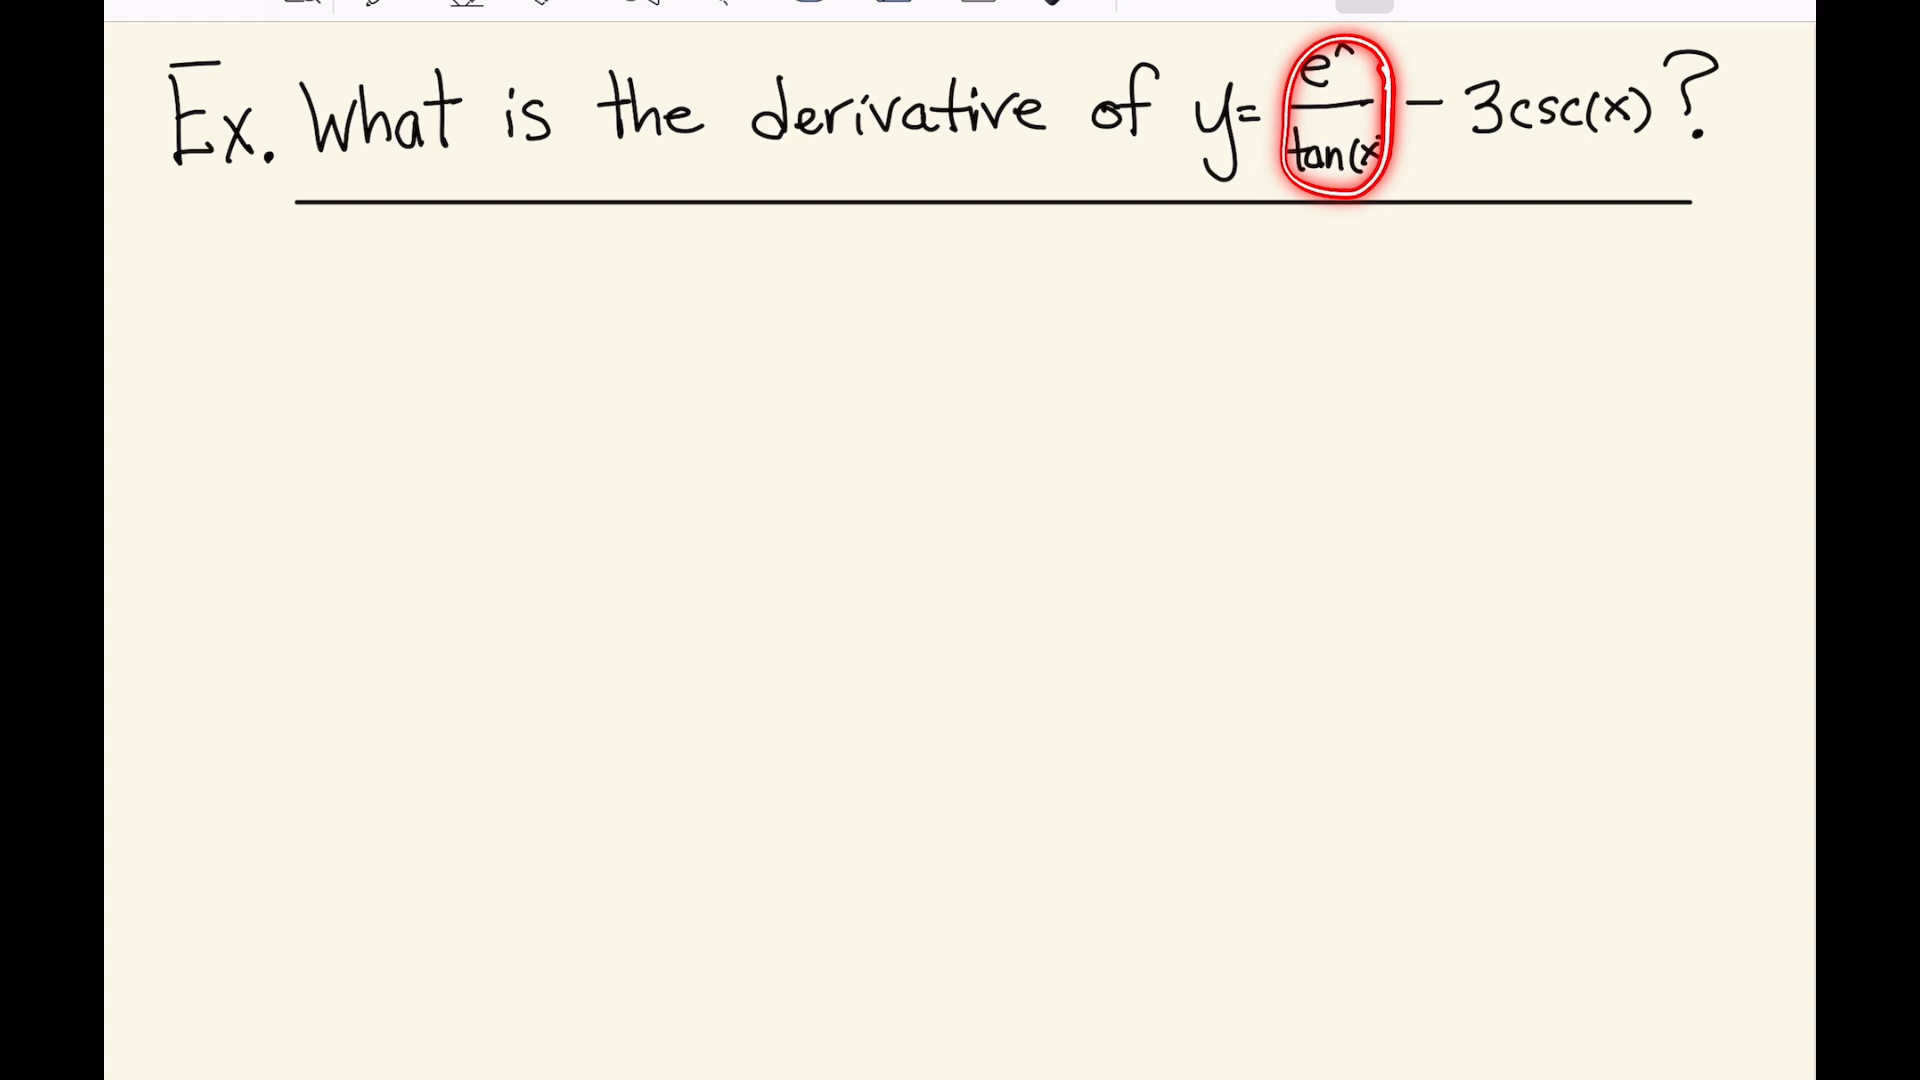 Ex. What is the derivative of y= e^x/tan(x) - 3csc(x)?